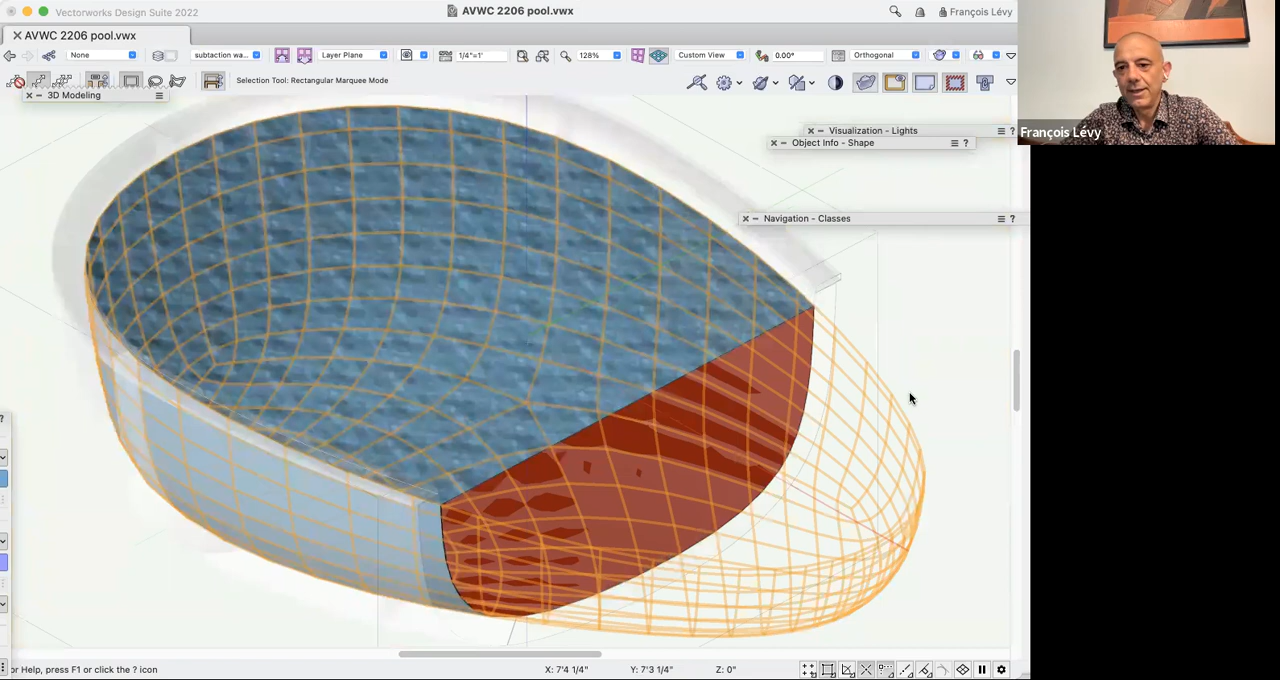 Vectorworks Design Suite 2022
AVWC 2206 pool.vwx
François Lévy
AVWC 2206 pool.vwx
None
subtaction wa...
Layer Plane
1/4"=1'
128%
Custom View
0.00°
Orthogonal
Selection Tool: Rectangular Marquee Mode
3D Modeling
Visualization - Lights
?
Object Info - Shape
?
Navigation - Classes
?
François Lévy
?
or Help, press F1 or click the ? icon
X: 7'4 1/4"
Y: 7'3 1/4"
Z: 0"